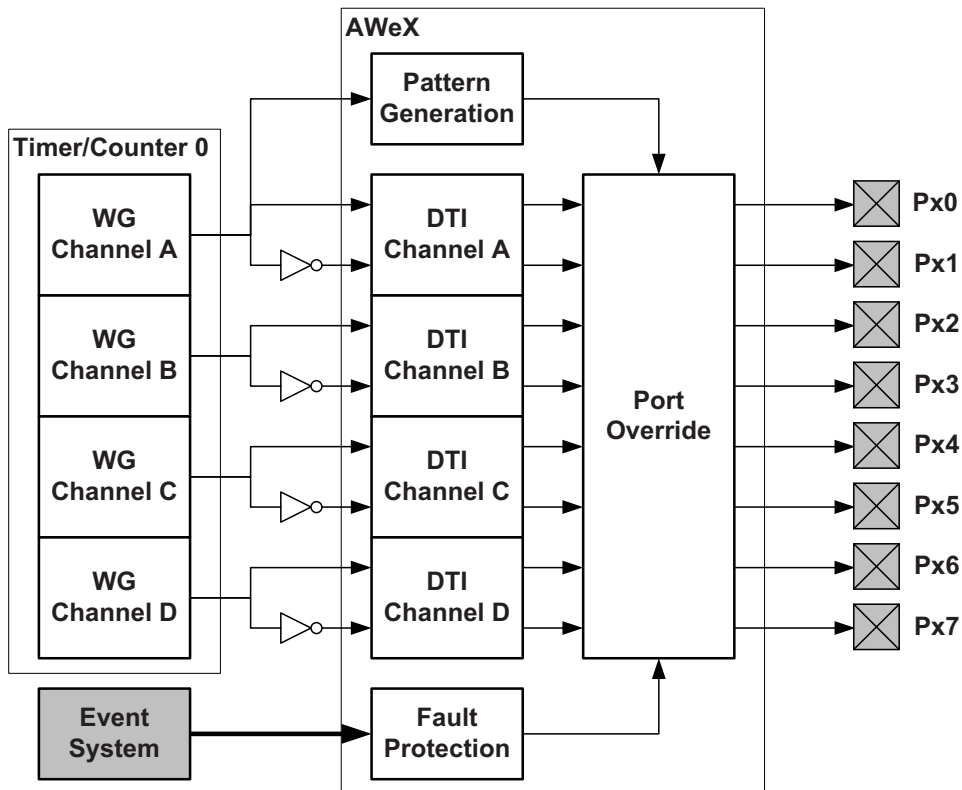 AWeX
Pattern
Generation
Timer/Counter 0
WG
Channel A
WG
Channel B
WG
Channel C
WG
Channel D
DTI
Channel A
DTI
Channel B
DTI
Channel C
DTI
Channel D
Port
Override
Px0
Px1
Px2
Px3
Px4
Px5
Px6
Px7
Event
System
Fault
Protection